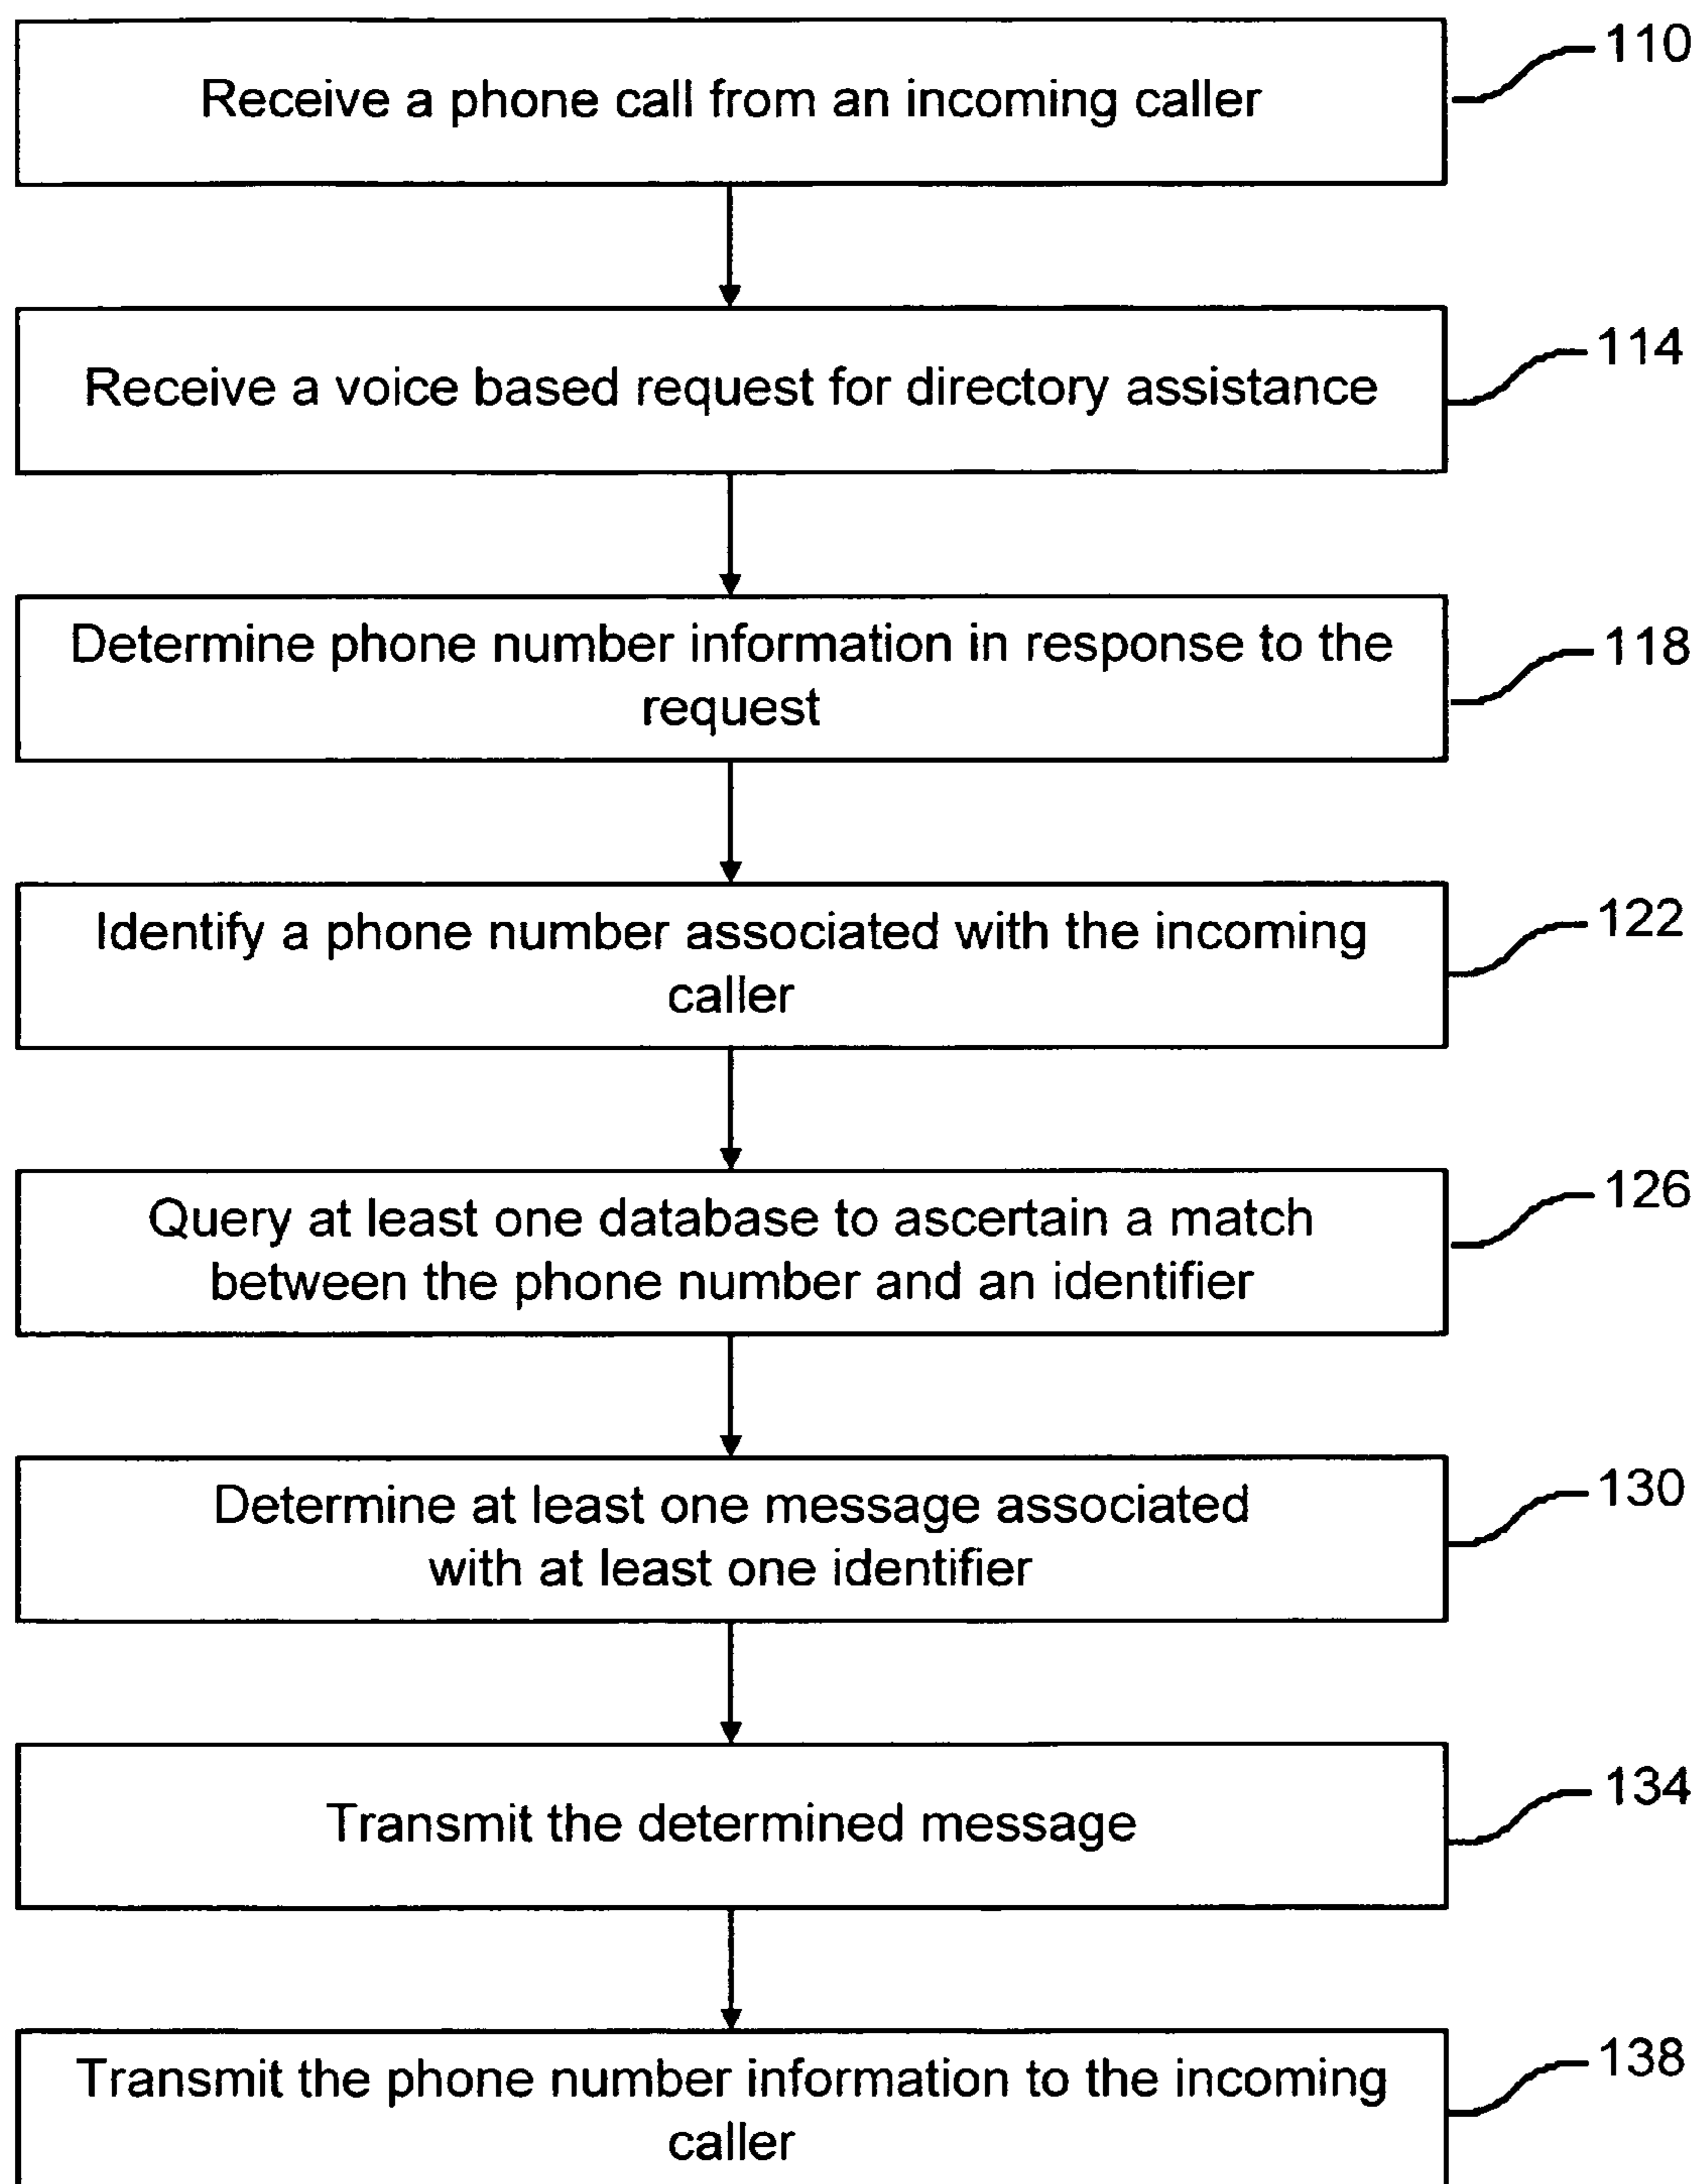 Receive a phone call from an incoming caller
110
Receive a voice based request for directory assistance
114
Determine phone number information in response to the
request
118
Identify a phone number associated with the incoming
caller
122
Query at least one database to ascertain a match
between the phone number and an identifier
126
Determine at least one message associated
with at least one identifier
130
Transmit the determined message
134
Transmit the phone number information to the incoming
caller
138